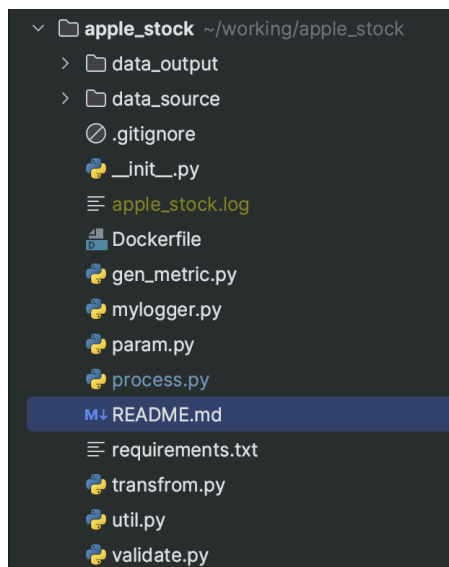 apple_stock ~/working/apple_stock
data_output
data_source
.gitignore
__init__.py
apple_stock.log
D Dockerfile
gen_metric.py
mylogger.py
param.py
process.py
M↓ README.md
requirements.txt
transfrom.py
util.py
validate.py